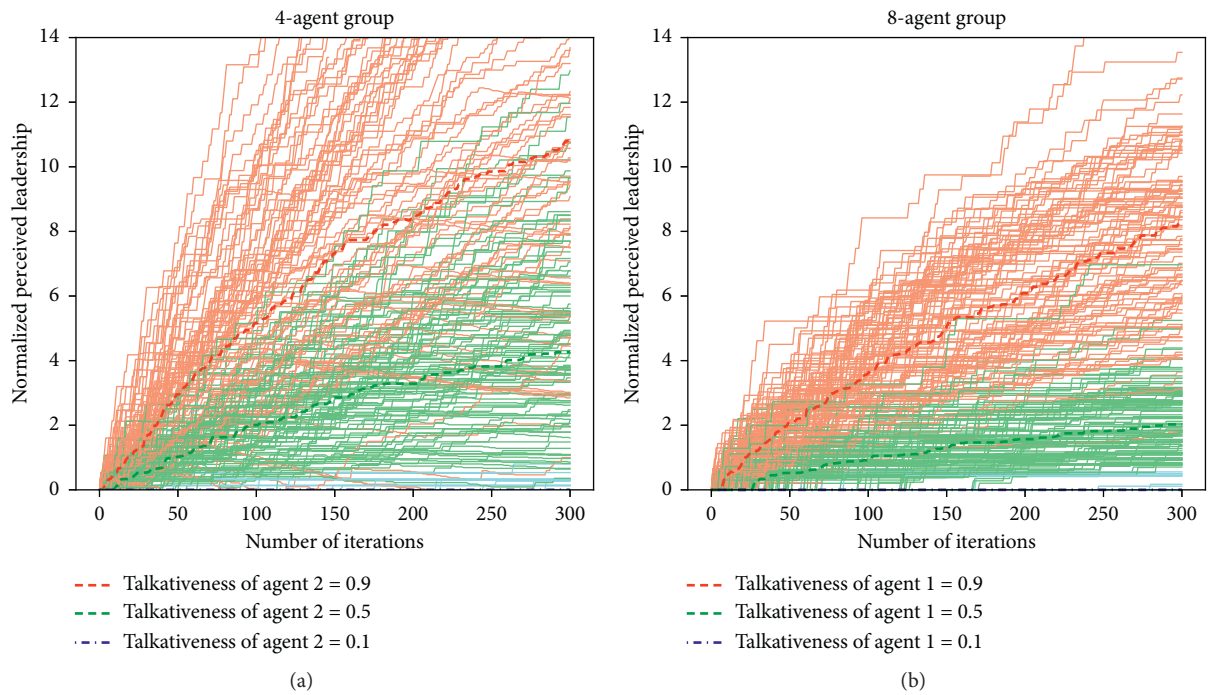 4-agent group
14
12
10
8
6
4
2
0
Normalized perceived leadership
0 50 100 150 200 250 300
Number of iterations
Talkativeness of agent 2 = 0.9
Talkativeness of agent 2 = 0.5
Talkativeness of agent 2 = 0.1
(a)
8-agent group
14
12
10
8
6
4
2
0
Normalized perceived leadership
0 50 100 150 200 250 300
Number of iterations
Talkativeness of agent 1 = 0.9
Talkativeness of agent 1 = 0.5
Talkativeness of agent 1 = 0.1
(b)